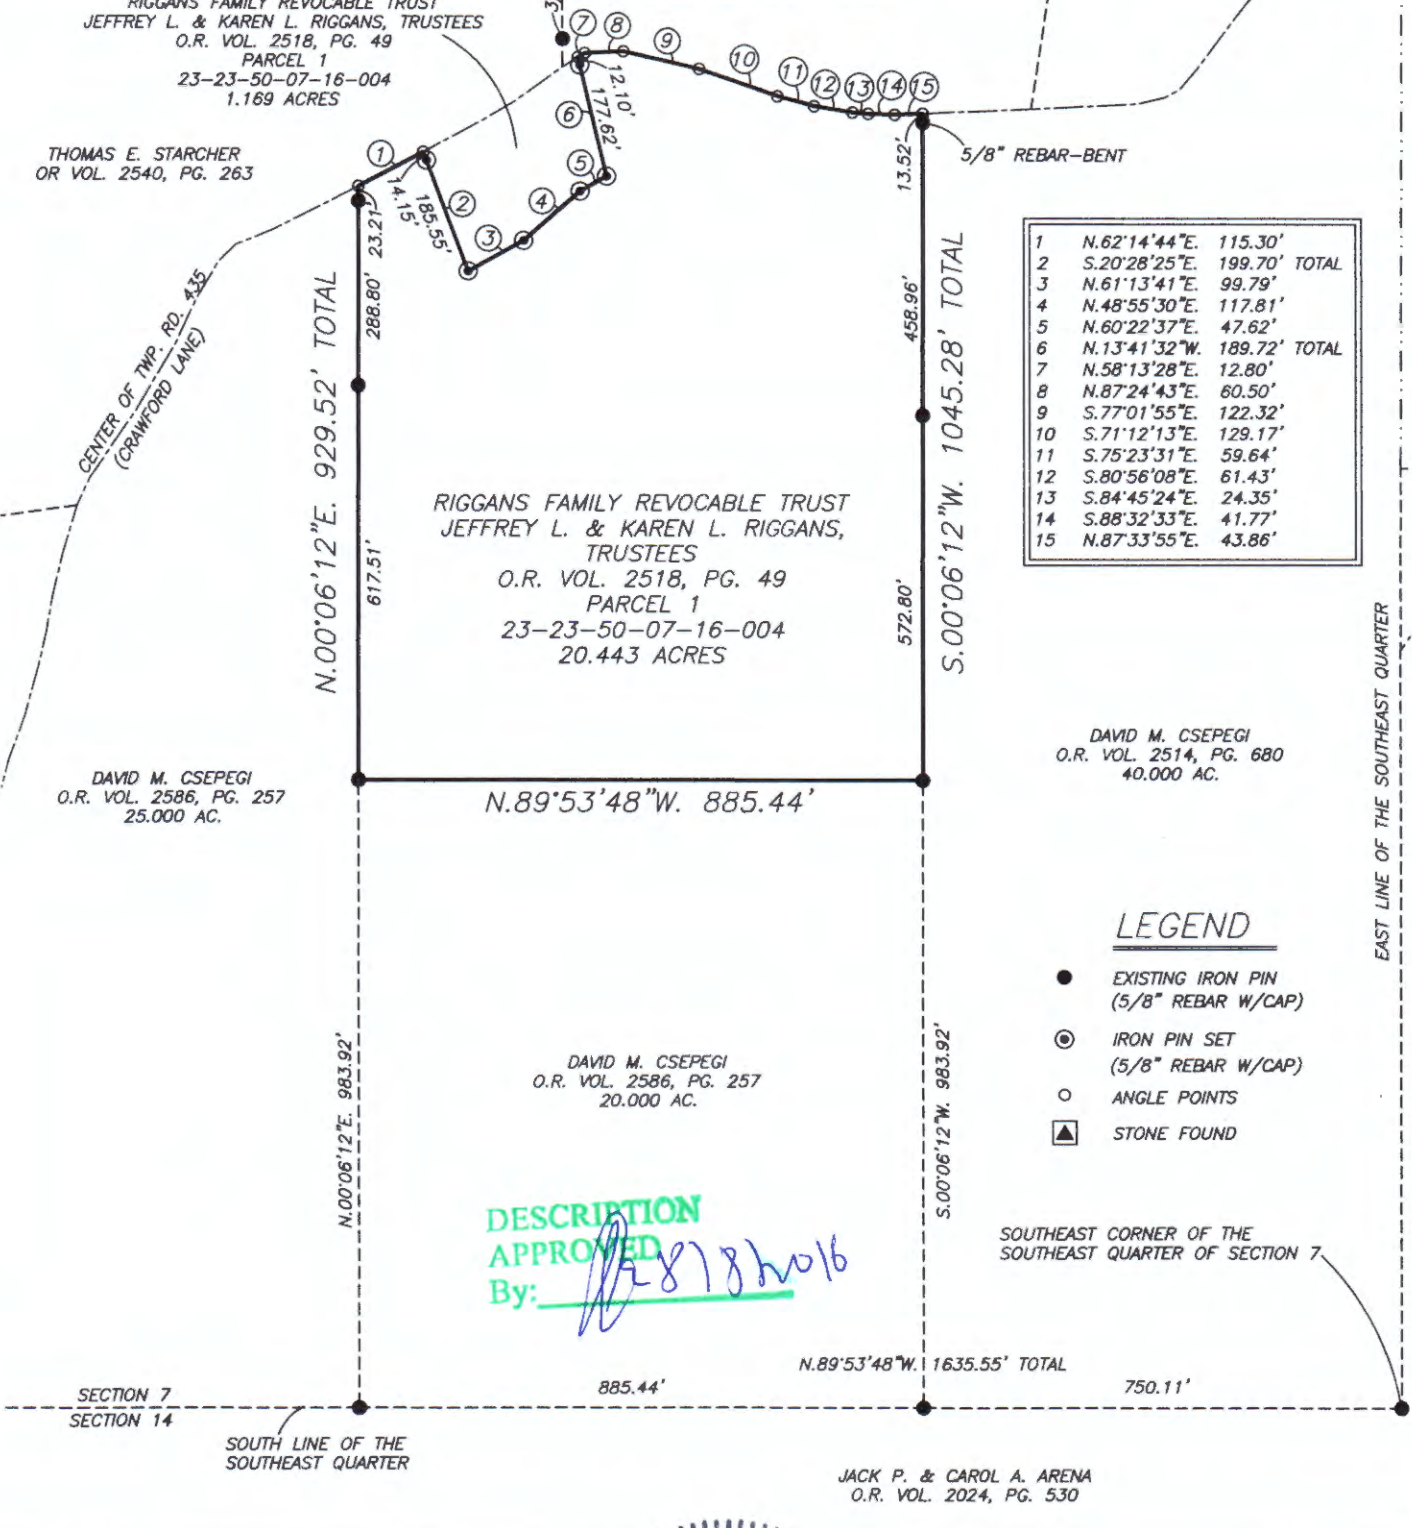 RIGGANS FAMILY REVOCABLE TRUST
JEFFREY L. & KAREN L. RIGGANS, TRUSTEES
O.R. VOL. 2518, PG. 49
PARCEL 1
23-23-50-07-16-004
1.169 ACRES
THOMAS E. STARCHER
OR VOL. 2540, PG. 263
1
2
3
4
5
6
7
8
9
10
11
12
13
14
15
12.10'
177.62'
14.15'
185.55'
23.21'
288.80'
617.51'
N.00°06'12"E. 929.52' TOTAL
CENTER OF TWP. RD. 435
(CRAWFORD LANE)
13.52'
5/8" REBAR-BENT
458.96'
572.80'
S.00°06'12"W. 1045.28' TOTAL
1 N.62°14'44"E. 115.30'
2 S.20°28'25"E. 199.70' TOTAL
3 N.61°13'41"E. 99.79'
4 N.48°55'30"E. 117.81'
5 N.60°22'37"E. 47.62'
6 N.13°41'32"W. 189.72' TOTAL
7 N.58°13'28"E. 12.80'
8 N.87°24'43"E. 60.50'
9 S.77°01'55"E. 122.32'
10 S.71°12'13"E. 129.17'
11 S.75°23'31"E. 59.64'
12 S.80°56'08"E. 61.43'
13 S.84°45'24"E. 24.35'
14 S.88°32'33"E. 41.77'
15 N.87°33'55"E. 43.86'
RIGGANS FAMILY REVOCABLE TRUST
JEFFREY L. & KAREN L. RIGGANS,
TRUSTEES
O.R. VOL. 2518, PG. 49
PARCEL 1
23-23-50-07-16-004
20.443 ACRES
EAST LINE OF THE SOUTHEAST QUARTER
DAVID M. CSEPEGI
O.R. VOL. 2514, PG. 680
40.000 AC.
DAVID M. CSEPEGI
O.R. VOL. 2586, PG. 257
25.000 AC.
N.89°53'48"W. 885.44'
LEGEND
EXISTING IRON PIN
(5/8" REBAR W/CAP)
IRON PIN SET
(5/8" REBAR W/CAP)
ANGLE POINTS
STONE FOUND
N.00°06'12"E. 983.92'
DAVID M. CSEPEGI
O.R. VOL. 2586, PG. 257
20.000 AC.
S.00°06'12"W. 983.92'
DESCRIPTION
APPROVED
By:
SOUTHEAST CORNER OF THE
SOUTHEAST QUARTER OF SECTION 7
N.89°53'48"W. 1635.55' TOTAL
885.44'
750.11'
SECTION 7
SECTION 14
SOUTH LINE OF THE
SOUTHEAST QUARTER
JACK P. & CAROL A. ARENA
O.R. VOL. 2024, PG. 530